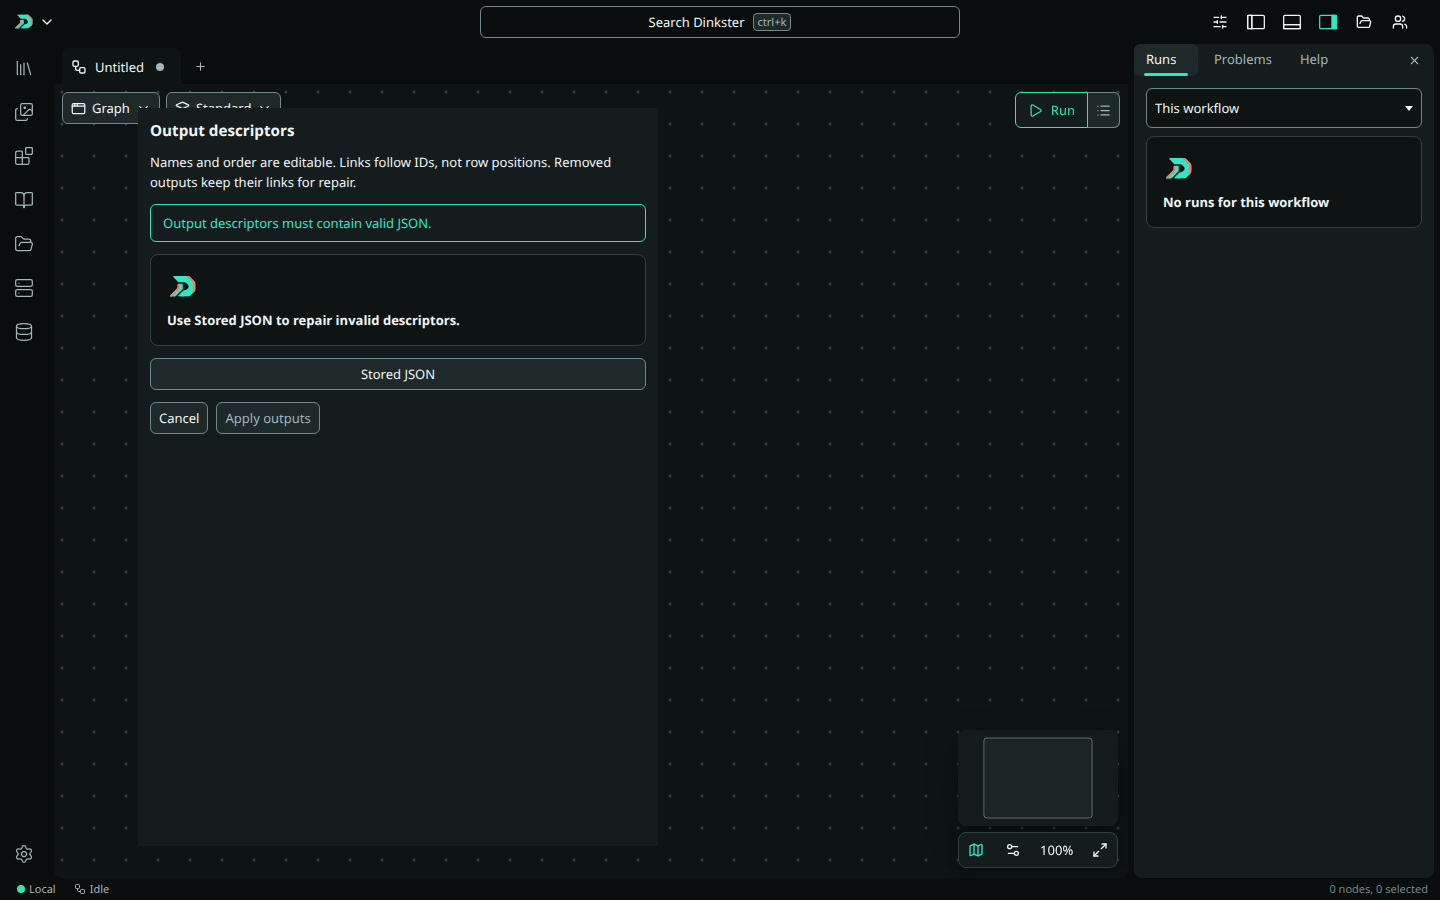 Search Dinkster ctrl+k
Untitled
Runs Problems Help
Graph Standard
Run
This workflow
Output descriptors
Names and order are editable. Links follow IDs, not row positions. Removed
outputs keep their links for repair.
Output descriptors must contain valid JSON.
No runs for this workflow
Use Stored JSON to repair invalid descriptors.
Stored JSON
Cancel Apply outputs
100%
Local Idle
0 nodes, 0 selected